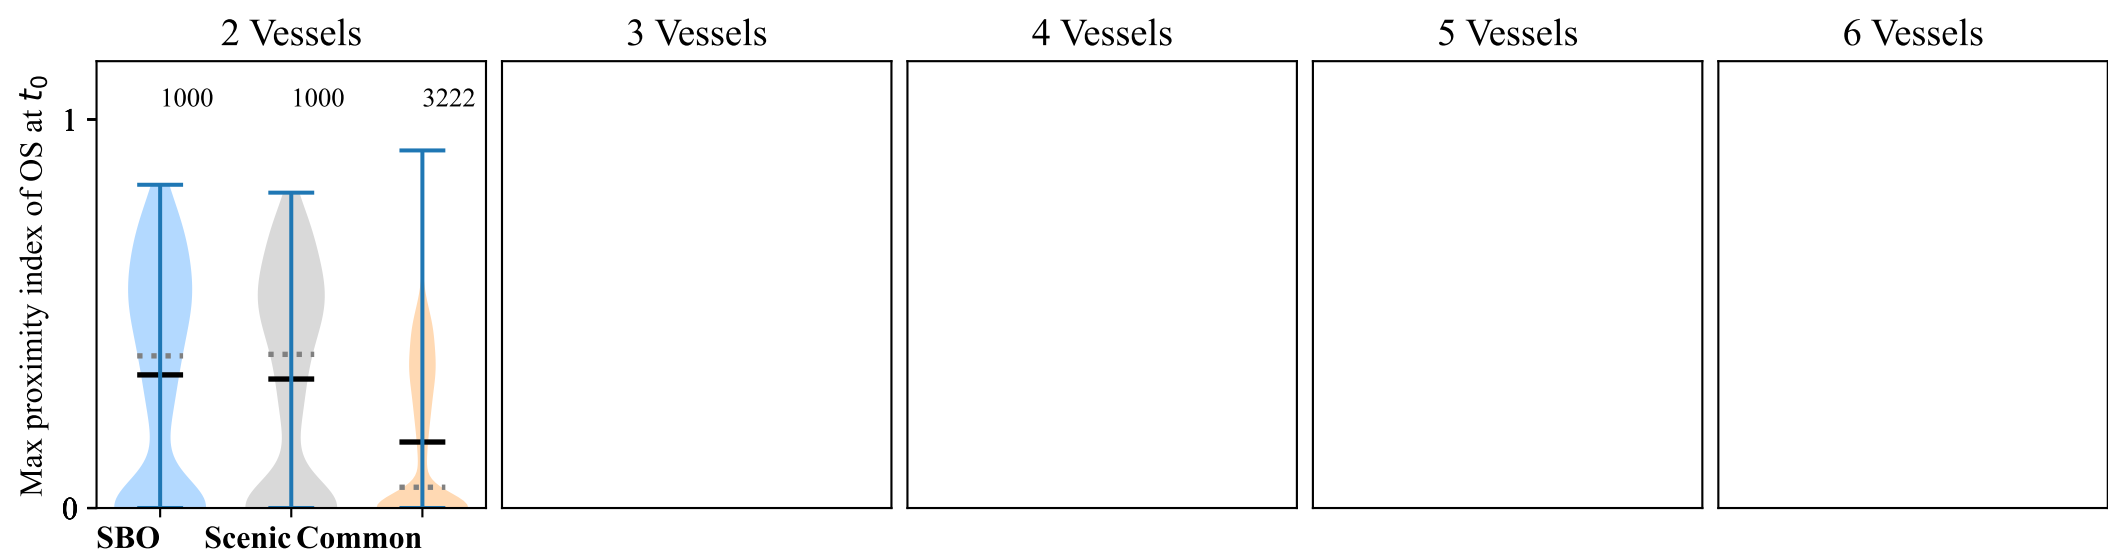 2 Vessels
3 Vessels
4 Vessels
5 Vessels
6 Vessels
Max proximity index of OS at t₀
1000
1000
3222
1
0
SBO
Scenic
Common